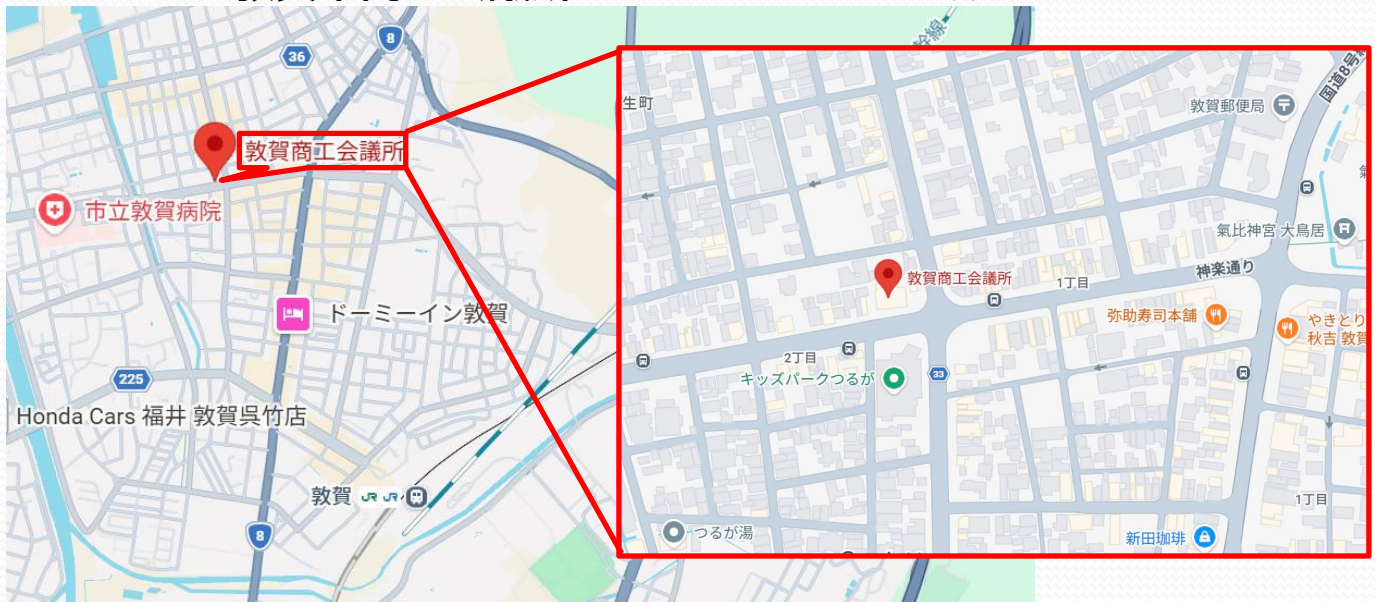 36
8
敦賀商工会議所
市立敦賀病院
ドーミーイン敦賀
225
Honda Cars 福井 敦賀呉竹店
敦賀 JR JR
8
生町
敦賀郵便局
国道8号
氣比神宮 大鳥居
神楽通り
敦賀商工会議所
1丁目
弥助寿司本舗
やきとり
秋吉 敦賀
2丁目
キッズパークつるが
33
1丁目
つるが湯
新田珈琲